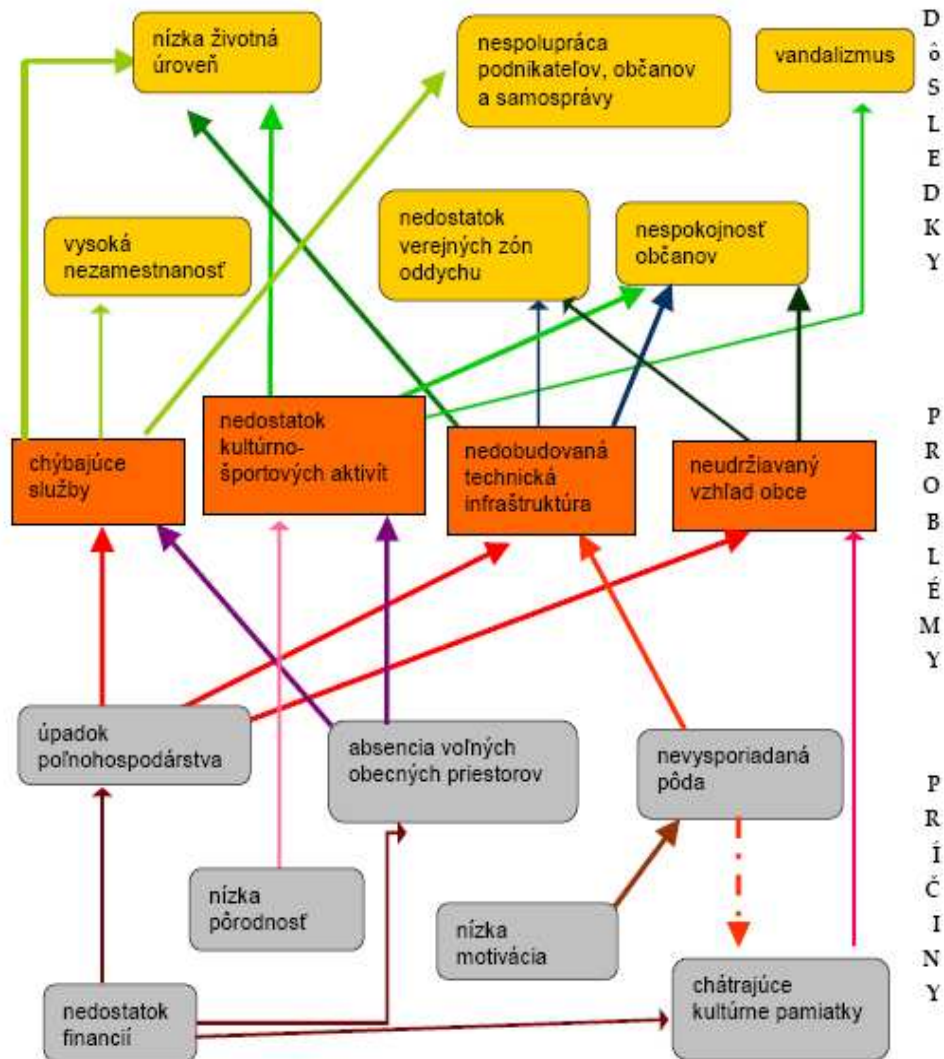 nízka životná
úroveň
nespolupráca
podnikateľov, občanov
a samosprávy
vandalizmus
vysoká
nezamestnanosť
nedostatok
verejných zón
oddychu
nespokojnosť
občanov
chýbajúce
služby
nedostatok
kultúrno-
športových aktivít
nedobudovaná
technická
infraštruktúra
neudržiavaný
vzhľad obce
úpadok
poľnohospodárstva
absencia voľných
obecných priestorov
nevysporiadaná
pôda
nízka
pôrodnosť
nízka
motivácia
nedostatok
financií
chátrajúce
kultúrne pamiatky
D
ô
S
L
E
D
K
Y
P
R
O
B
L
É
M
Y
P
R
Í
Č
I
N
Y